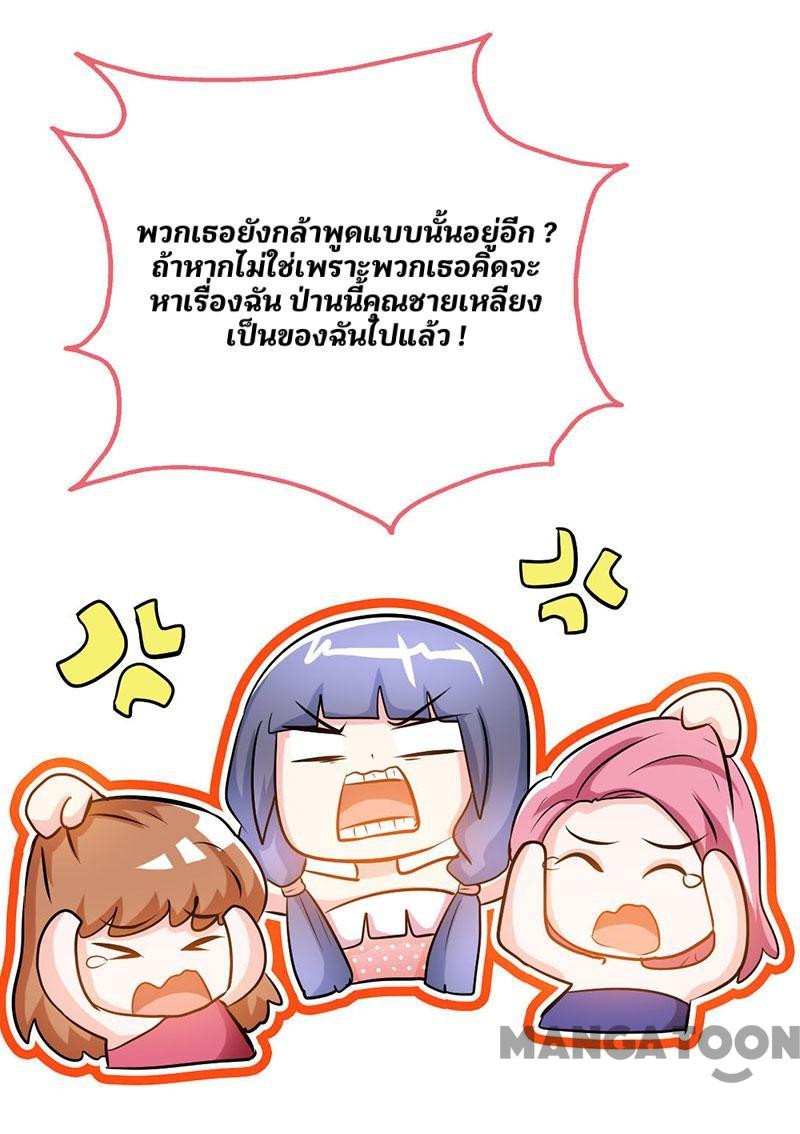 พวกเธอยังกล้าพูดแบบนั้นอยู่อีก ?
ถ้าหากไม่ใช่เพราะพวกเธอคิดจะ
หาเรื่องฉัน ป่านนี้คุณชายเหลียง
เป็นของฉันไปแล้ว !
MANGATOON